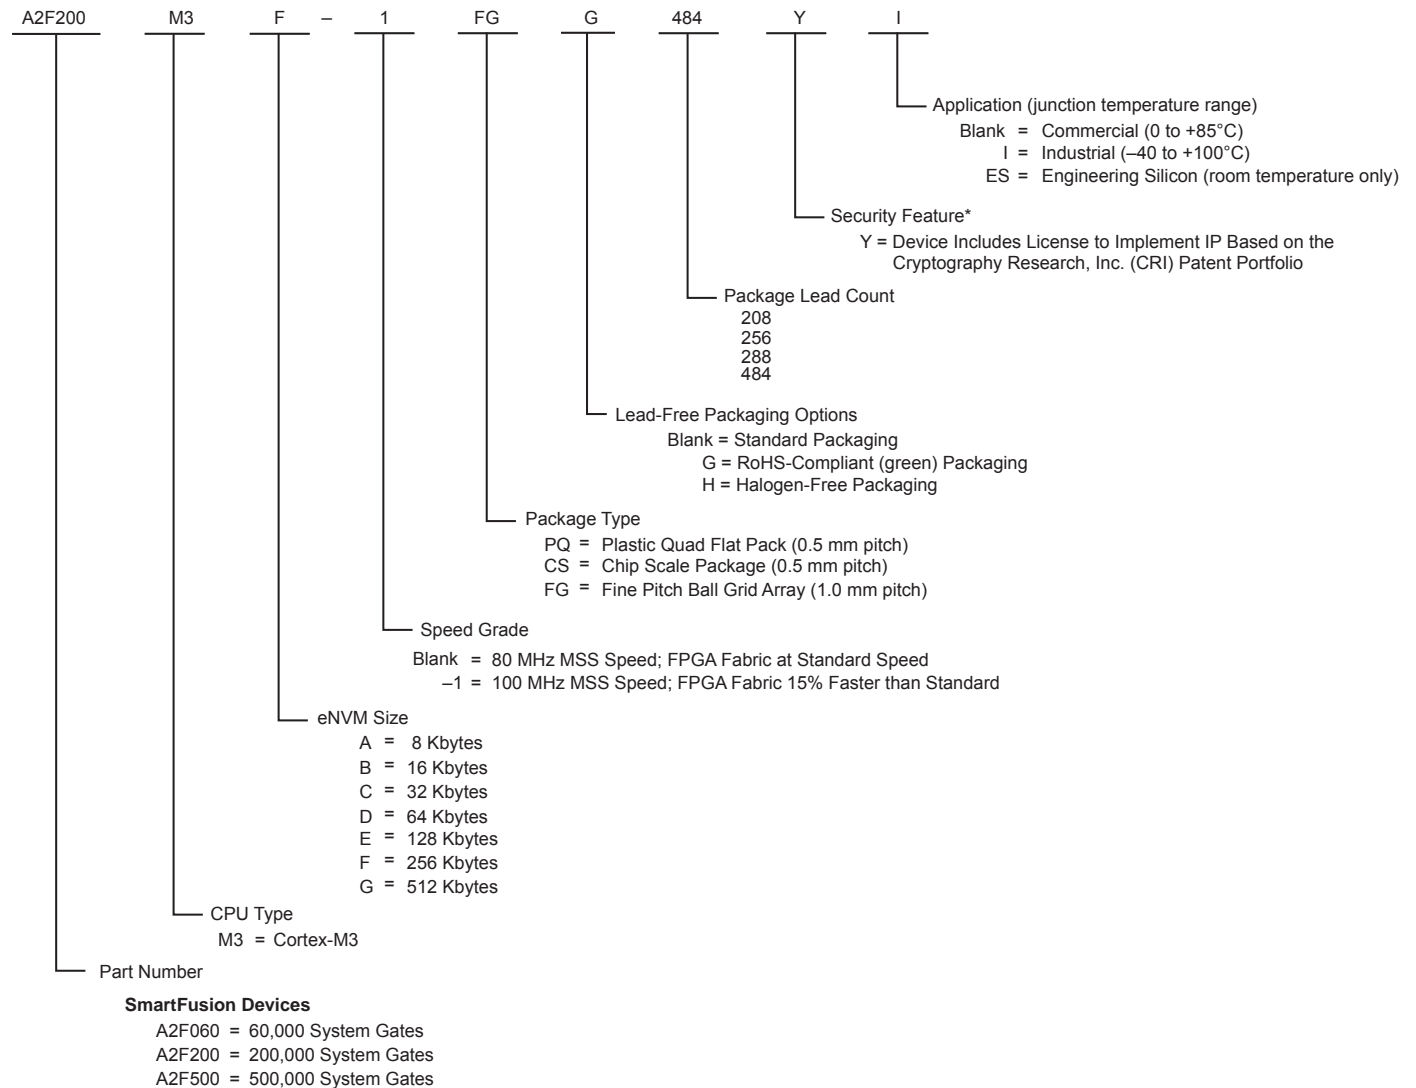 A2F200 M3 F – 1 FG G 484 Y I
Application (junction temperature range)
Blank = Commercial (0 to +85°C)
I = Industrial (–40 to +100°C)
ES = Engineering Silicon (room temperature only)
Security Feature*
Y = Device Includes License to Implement IP Based on the
Cryptography Research, Inc. (CRI) Patent Portfolio
Package Lead Count
208
256
288
484
Lead-Free Packaging Options
Blank = Standard Packaging
G = RoHS-Compliant (green) Packaging
H = Halogen-Free Packaging
Package Type
PQ = Plastic Quad Flat Pack (0.5 mm pitch)
CS = Chip Scale Package (0.5 mm pitch)
FG = Fine Pitch Ball Grid Array (1.0 mm pitch)
Speed Grade
Blank = 80 MHz MSS Speed; FPGA Fabric at Standard Speed
–1 = 100 MHz MSS Speed; FPGA Fabric 15% Faster than Standard
eNVM Size
A = 8 Kbytes
B = 16 Kbytes
C = 32 Kbytes
D = 64 Kbytes
E = 128 Kbytes
F = 256 Kbytes
G = 512 Kbytes
CPU Type
M3 = Cortex-M3
Part Number
SmartFusion Devices
A2F060 = 60,000 System Gates
A2F200 = 200,000 System Gates
A2F500 = 500,000 System Gates